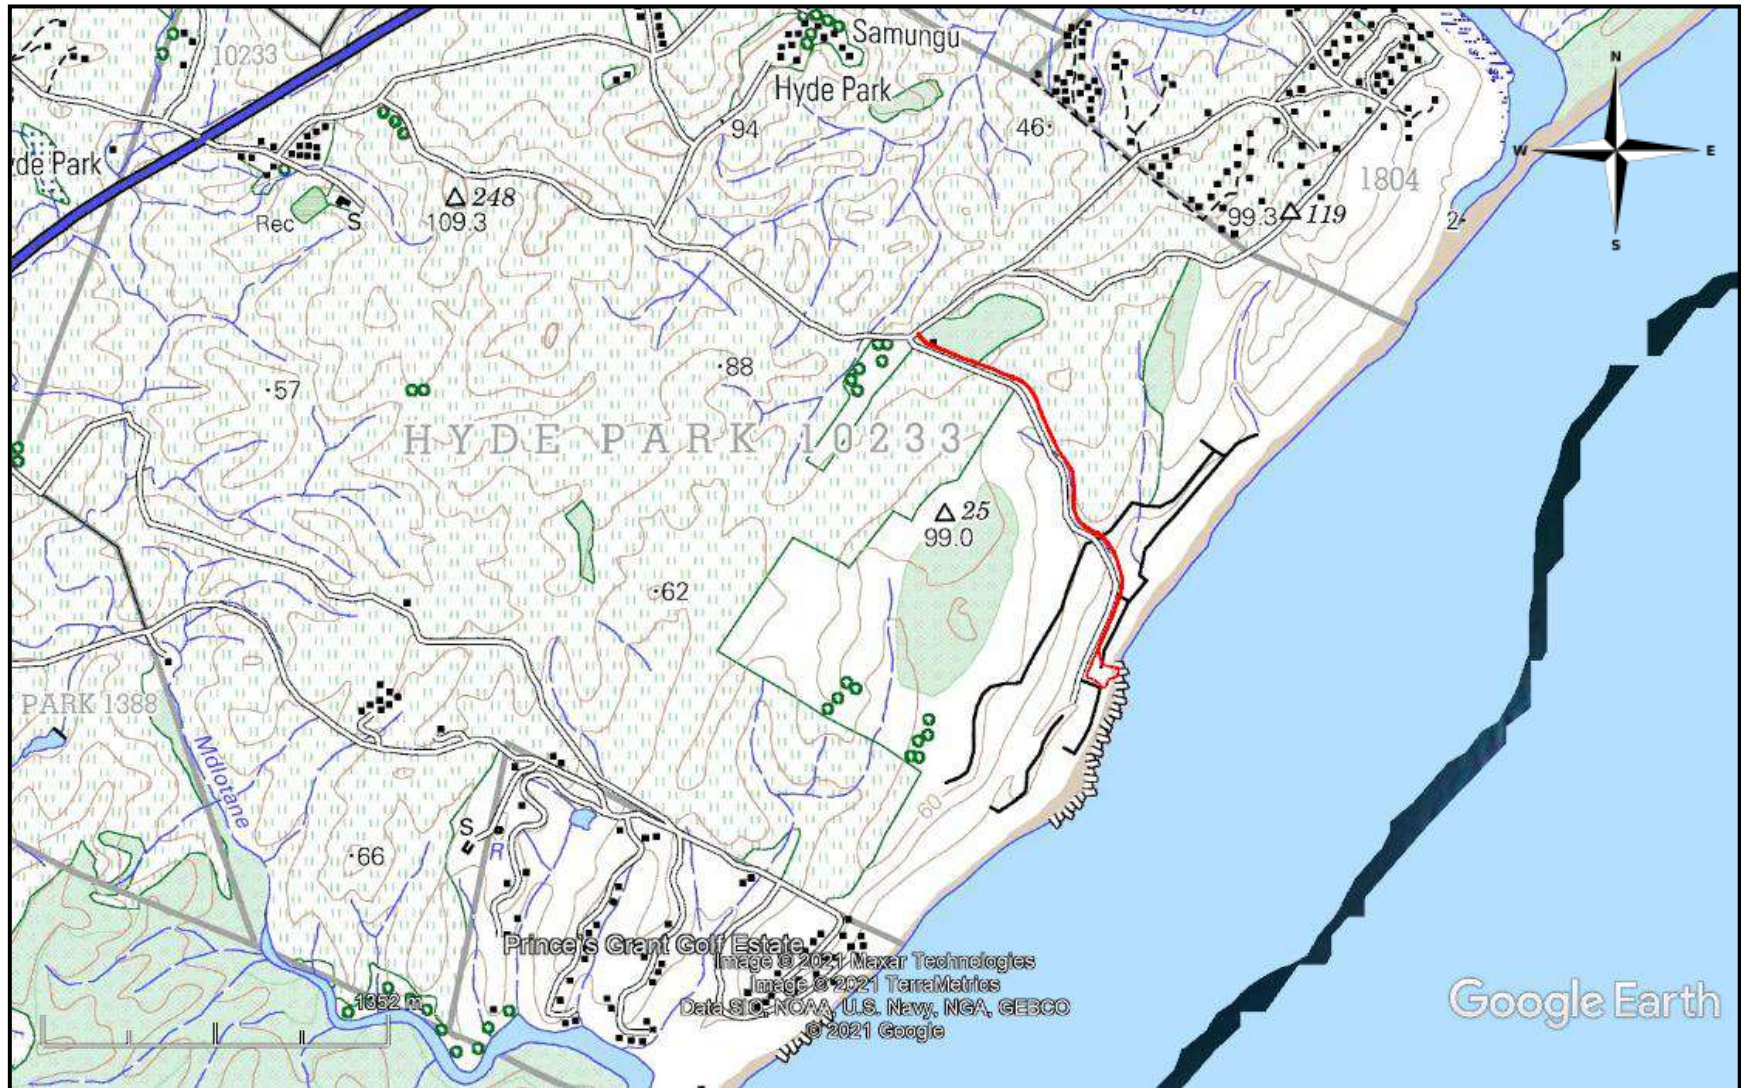 Samungu
10233
Hyde Park
N
94
46
W
E
yde Park
1804
248
109.3
99.3
119
Rec
S
2
S
88
57
HYDE PARK 10233
25
99.0
62
PARK 1388
Mdlotane
60
S
R
66
Prince's Grant Golf Estate
Image © 2021 Maxar Technologies
Image © 2021 TerraMetrics
1352 m
Data SIO, NOAA, U.S. Navy, NGA, GEBCO
© 2021 Google
Google Earth